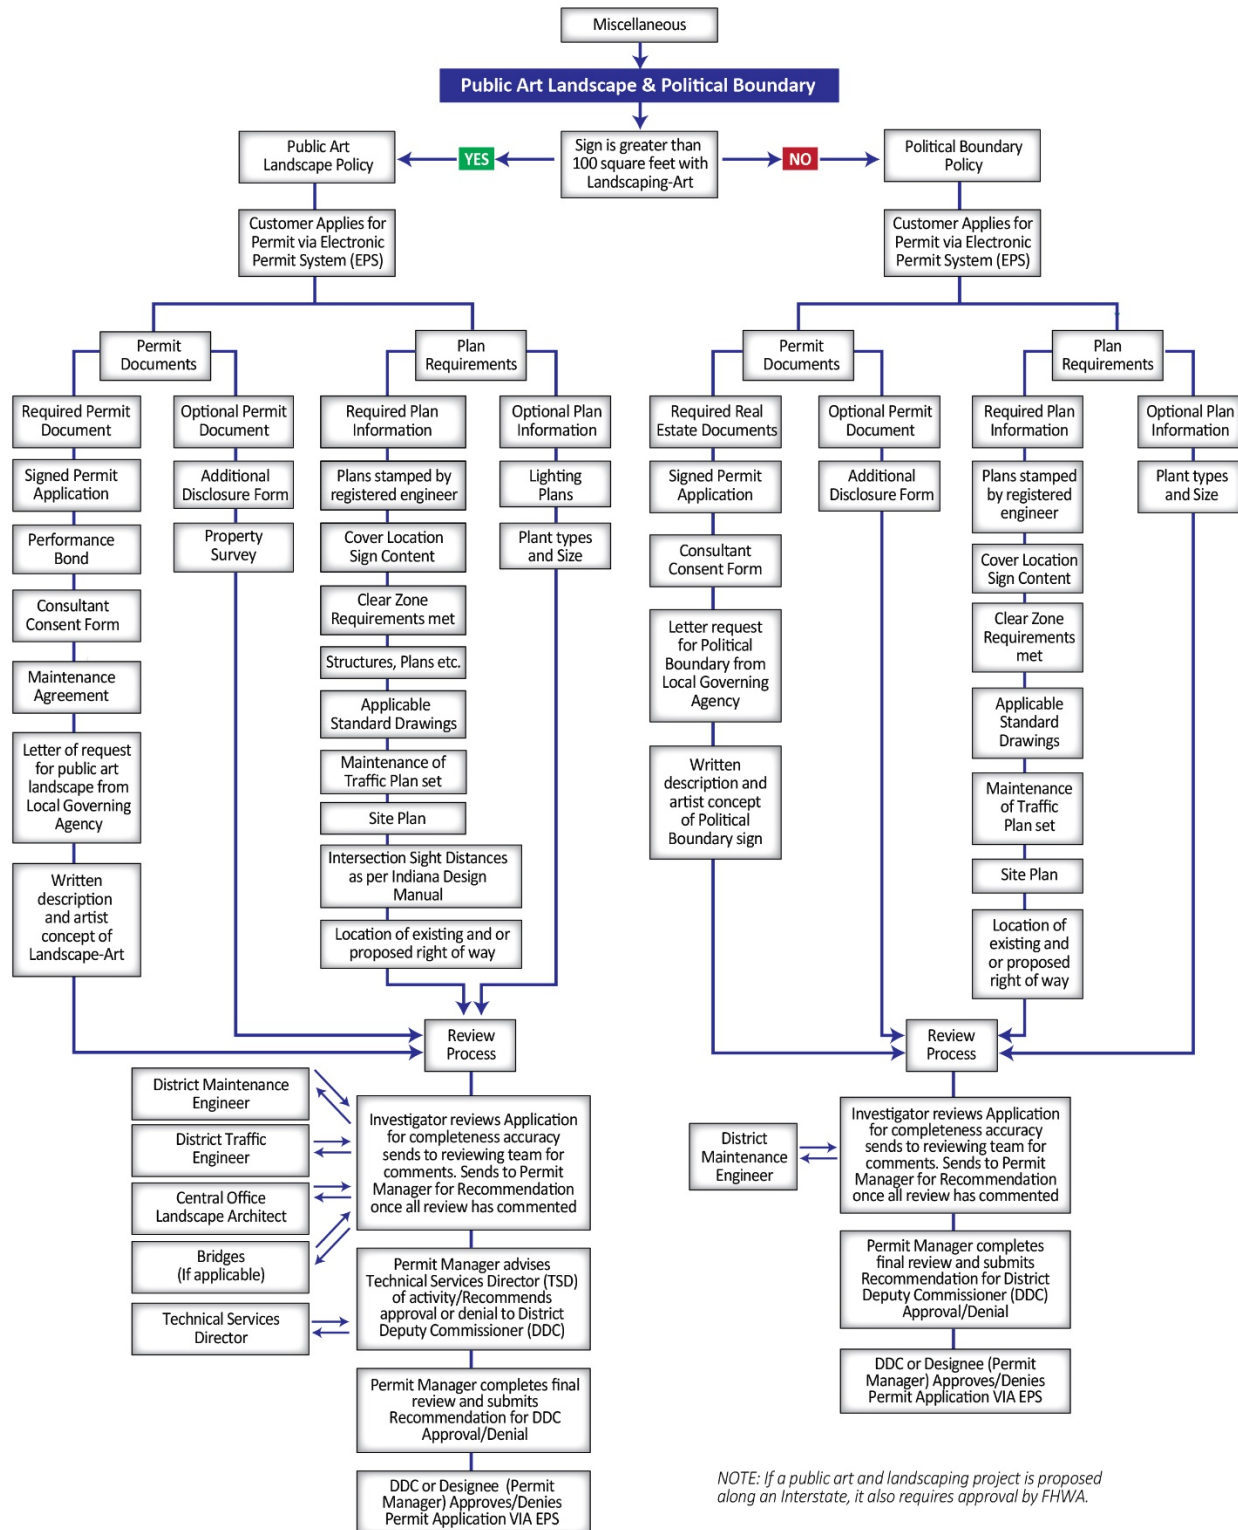 Miscellaneous
Public Art Landscape & Political Boundary
Public Art
Landscape Policy
YES
Sign is greater than
100 square feet with
Landscaping-Art
NO
Political Boundary
Policy
Customer Applies for
Permit via Electronic
Permit System (EPS)
Customer Applies for
Permit via Electronic
Permit System (EPS)
Permit
Documents
Plan
Requirements
Permit
Documents
Plan
Requirements
Required Permit
Document
Signed Permit
Application
Performance
Bond
Consultant
Consent Form
Maintenance
Agreement
Letter of request
for public art
landscape from
Local Governing
Agency
Written
description
and artist
concept of
Landscape-Art
Optional Permit
Document
Additional
Disclosure Form
Property
Survey
Required Plan
Information
Plans stamped by
registered engineer
Cover Location
Sign Content
Clear Zone
Requirements met
Structures, Plans etc.
Applicable
Standard Drawings
Maintenance of
Traffic Plan set
Site Plan
Intersection Sight Distances
as per Indiana Design
Manual
Location of existing and or
proposed right of way
Optional Plan
Information
Lighting
Plans
Plant types
and Size
Required Real
Estate Documents
Signed Permit
Application
Consultant
Consent Form
Letter request
for Political
Boundary from
Local Governing
Agency
Written
description and
artist concept
of Political
Boundary sign
Optional Permit
Document
Additional
Disclosure Form
Required Plan
Information
Plans stamped
by registered
engineer
Cover Location
Sign Content
Clear Zone
Requirements
met
Applicable
Standard
Drawings
Maintenance
of Traffic
Plan set
Site Plan
Location of
existing and
or proposed
right of way
Optional Plan
Information
Plant types
and Size
Review
Process
District Maintenance
Engineer
District Traffic
Engineer
Central Office
Landscape Architect
Bridges
(If applicable)
Technical Services
Director
Investigator reviews Application
for completeness accuracy
sends to reviewing team for
comments. Sends to Permit
Manager for Recommendation
once all review has commented
Permit Manager advises
Technical Services Director (TSD)
of activity/Recommends
approval or denial to District
Deputy Commissioner (DDC)
Permit Manager completes final
review and submits
Recommendation for DDC
Approval/Denial
DDC or Designee (Permit
Manager) Approves/Denies
Permit Application VIA EPS
Review
Process
District
Maintenance
Engineer
Investigator reviews Application
for completeness accuracy
sends to reviewing team for
comments. Sends to Permit
Manager for Recommendation
once all review has commented
Permit Manager completes
final review and submits
Recommendation for District
Deputy Commissioner (DDC)
Approval/Denial
DDC or Designee (Permit
Manager) Approves/Denies
Permit Application VIA EPS
NOTE: If a public art and landscaping project is proposed
along an Interstate, it also requires approval by FHWA.